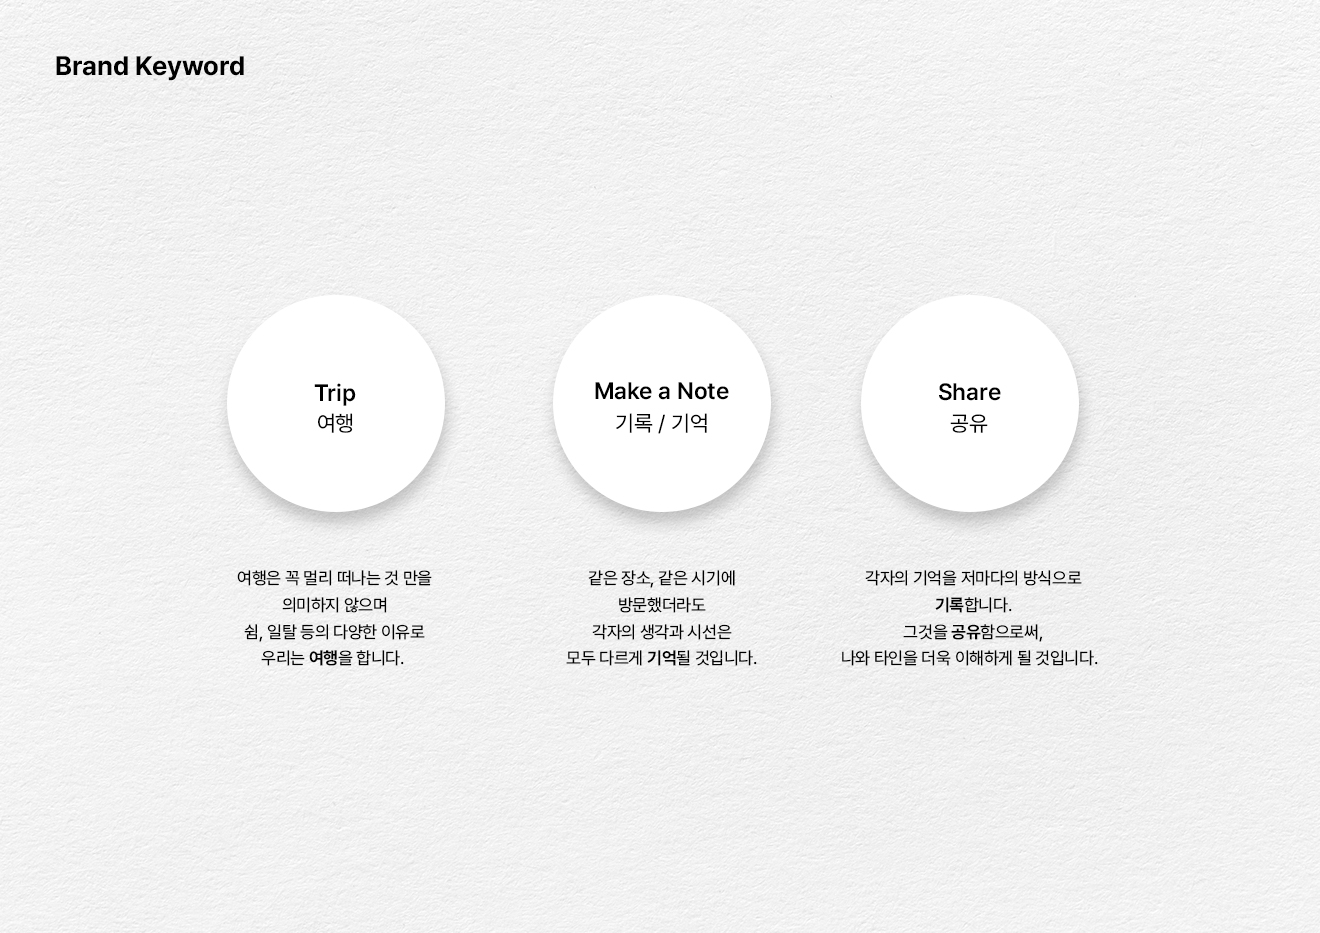 Brand Keyword
Trip
여행
Make a Note
기록 / 기억
Share
공유
여행은 꼭 멀리 떠나는 것 만을
의미하지 않으며
쉼, 일탈 등의 다양한 이유로
우리는 여행을 합니다.
같은 장소, 같은 시기에
방문했더라도
각자의 생각과 시선은
모두 다르게 기억될 것입니다.
각자의 기억을 저마다의 방식으로
기록합니다.
그것을 공유함으로써,
나와 타인을 더욱 이해하게 될 것입니다.